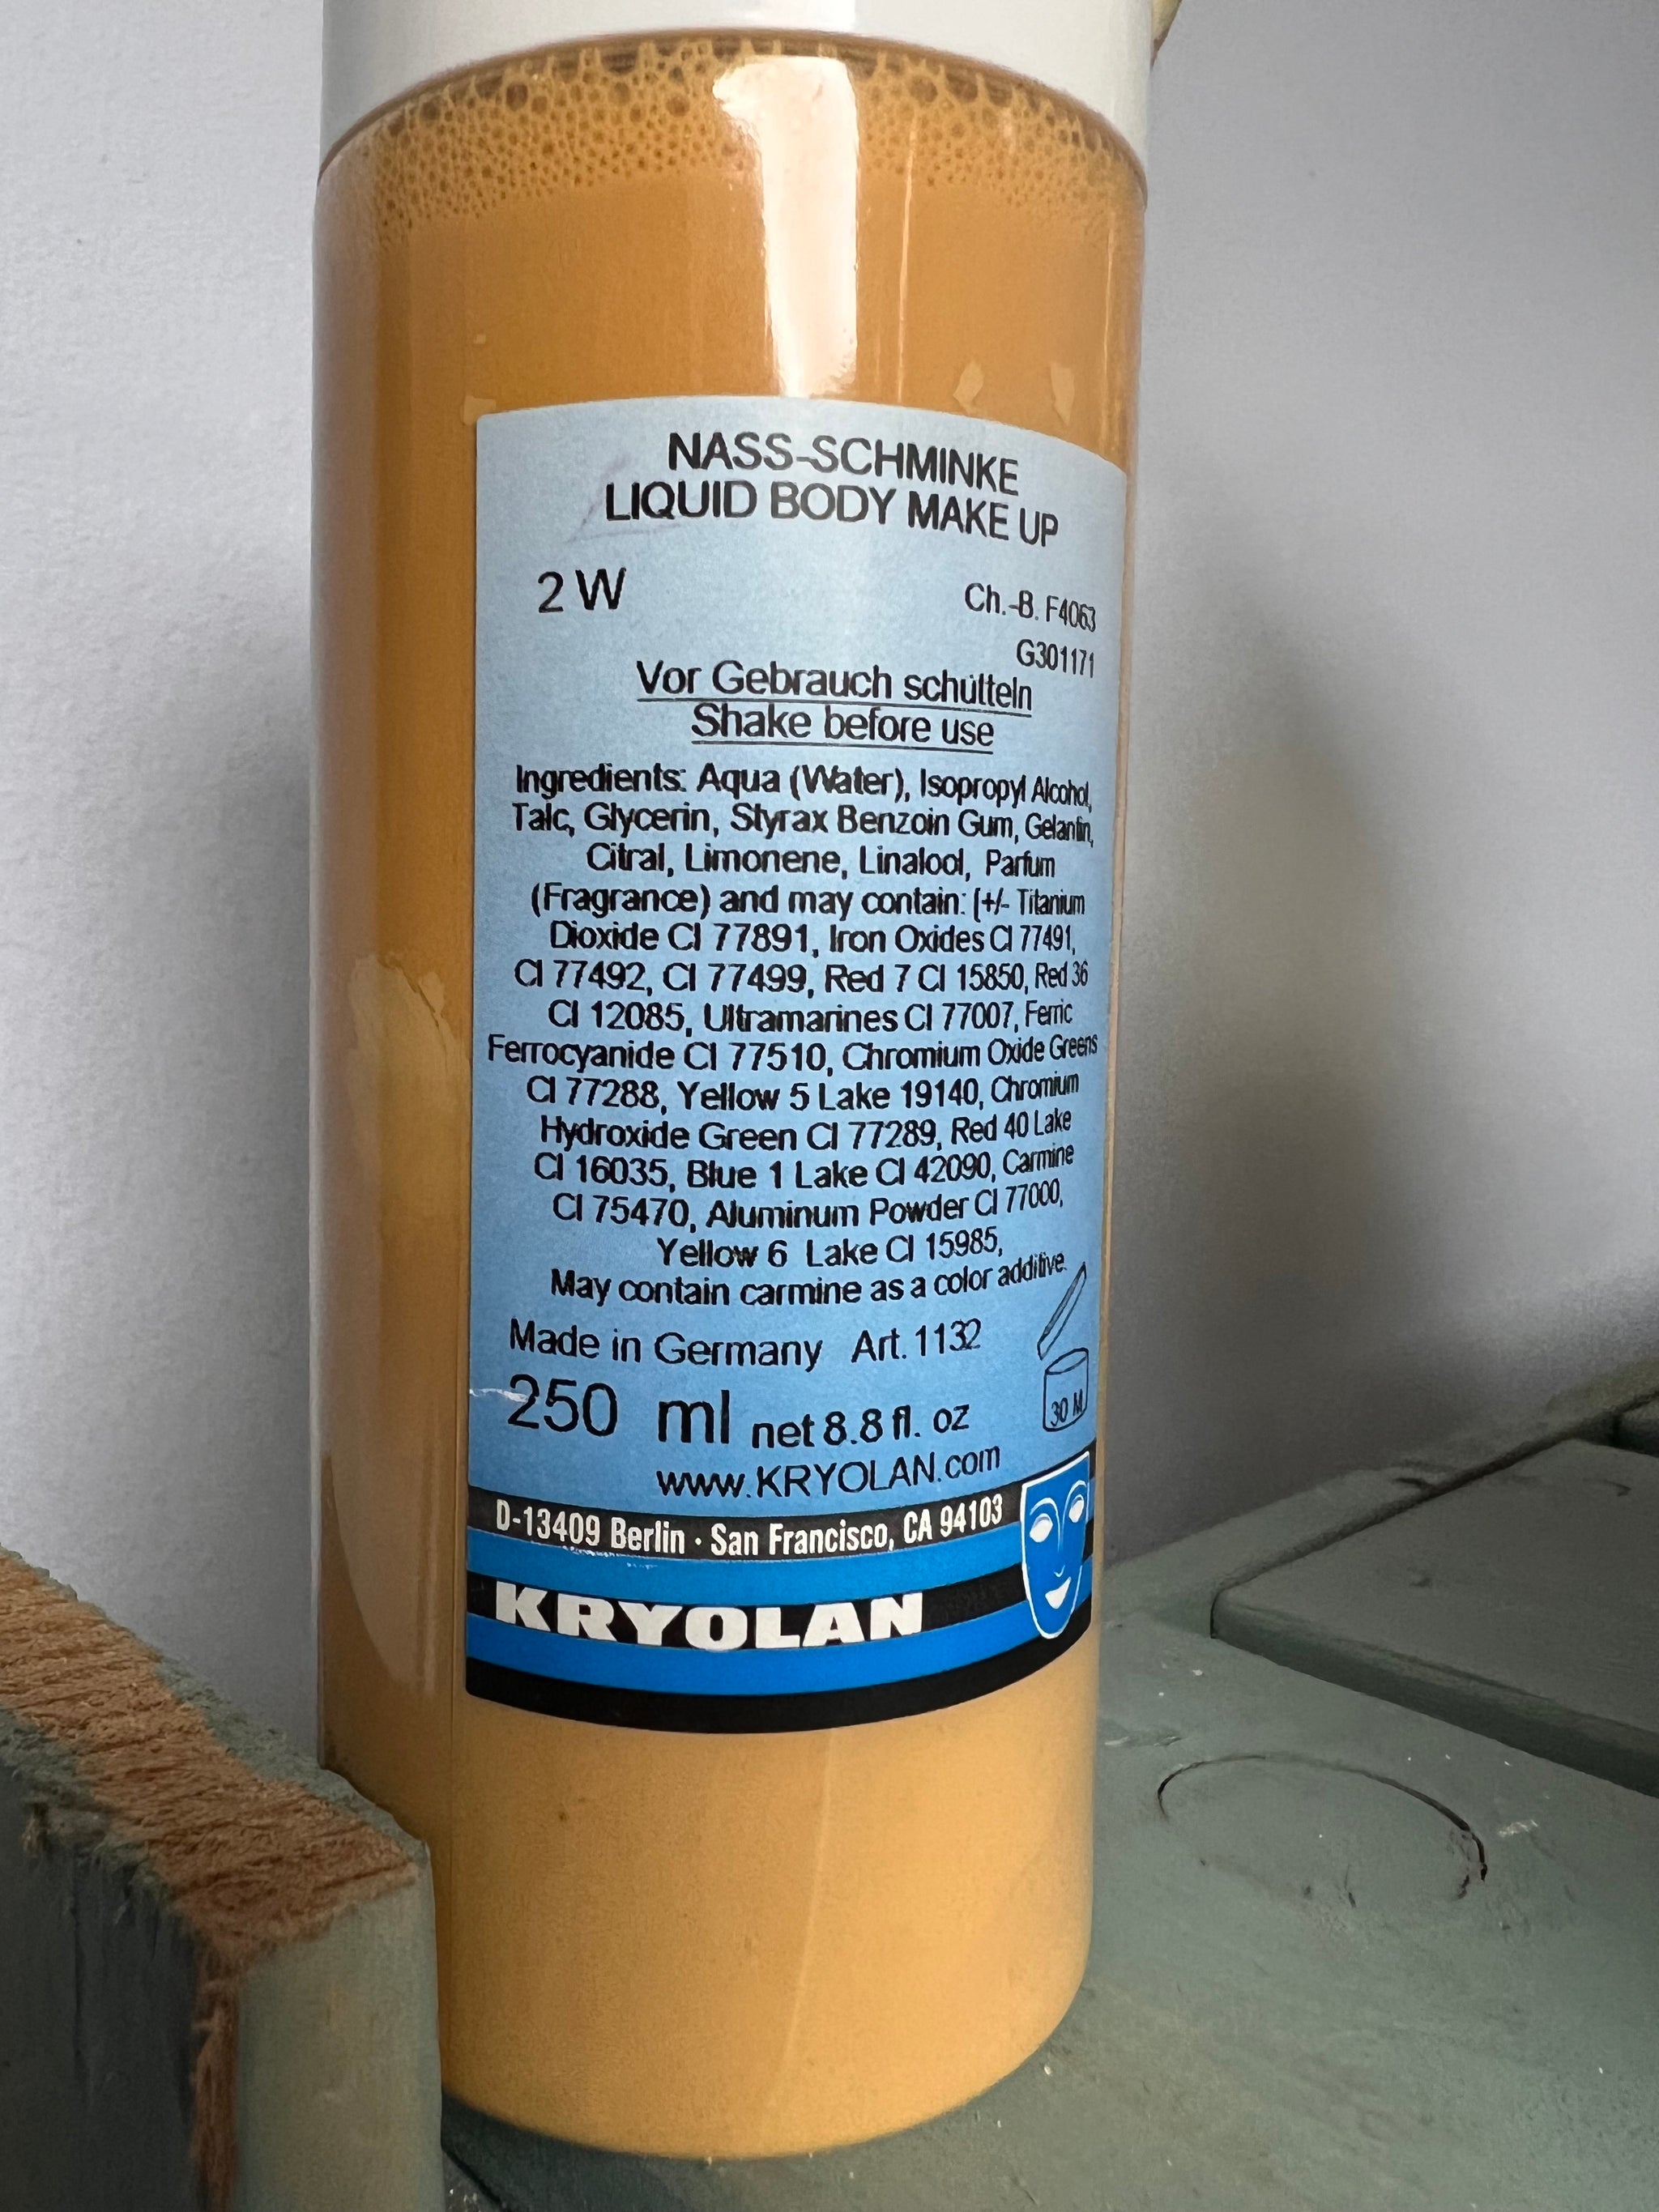 NASS-SCHMINKE
LIQUID BODY MAKE UP
2 W
Ch.-B. F4063
G301171
Vor Gebrauch schütteln
Shake before use
Ingredients: Aqua (Water), Isopropyl Alcohol,
Talc, Glycerin, Styrax Benzoin Gum, Gelantin,
Citral, Limonene, Linalool, Parfum
(Fragrance) and may contain: [+/- Titanium
Dioxide CI 77891, Iron Oxides CI 77491,
CI 77492, CI 77499, Red 7 CI 15850, Red 36
CI 12085, Ultramarines CI 77007, Ferric
Ferrocyanide CI 77510, Chromium Oxide Greens
CI 77288, Yellow 5 Lake 19140, Chromium
Hydroxide Green CI 77289, Red 40 Lake
CI 16035, Blue 1 Lake CI 42090, Carmine
CI 75470, Aluminum Powder CI 77000,
Yellow 6 Lake CI 15985,
May contain carmine as a color additive.
Made in Germany Art. 1132
30 M
250 ml net 8.8 fl. oz
www.KRYOLAN.com
D-13409 Berlin · San Francisco, CA 94103
KRYOLAN